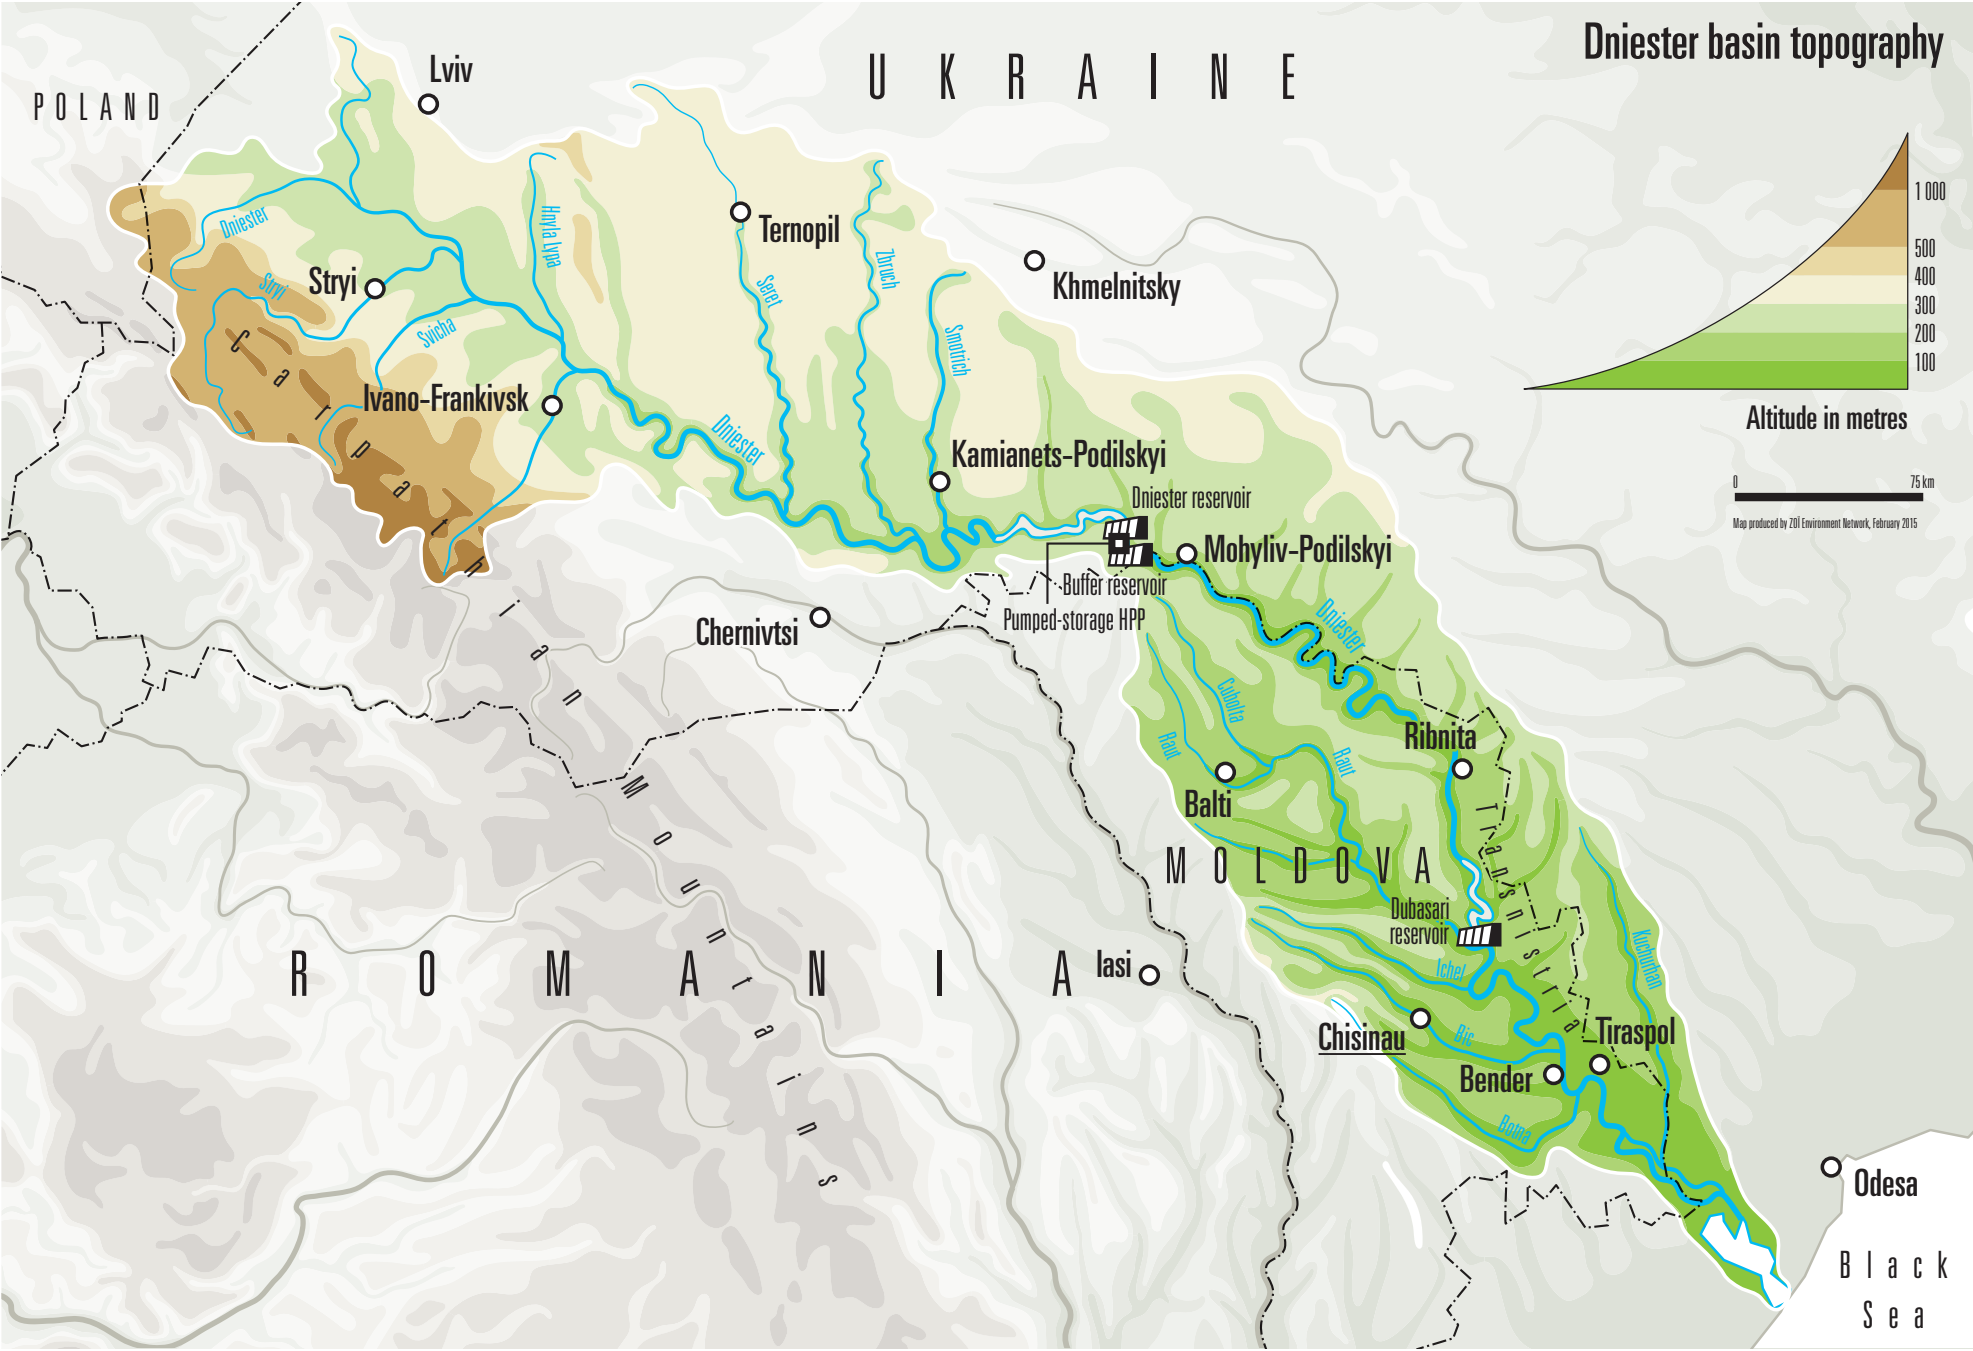 Dniester basin topography
UKRAINE
POLAND
Lviv
1 000
500
400
300
200
100
Altitude in metres
0 75 km
Map produced by ZOÏ Environment Network, February 2015
Dniester
Hnyla Lypa
Ternopil
Zbruch
Khmelnitsky
Stryi
Stryi
Seret
Svicha
Smotrich
Ivano-Frankivsk
Dniester
Kamianets-Podilskyi
Dniester reservoir
Mohyliv-Podilskyi
Buffer reservoir
Pumped-storage HPP
Chernivtsi
Carpathian Mountains
Dniester
Cubolta
Raut
Raut
Ribnita
Balti
Transnistria
MOLDOVA
Dubasari
reservoir
Kuchurhan
Ichel
ROMANIA
Iasi
Chisinau
Bic
Tiraspol
Bender
Botna
Odesa
Black
Sea